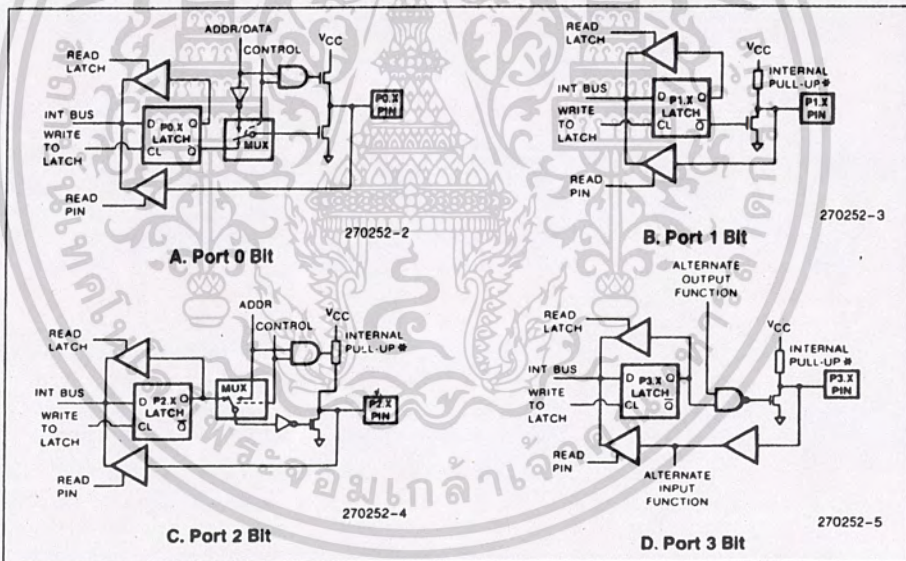 ADDR/DATA
CONTROL
VCC
READ
LATCH
INT BUS
WRITE
TO
LATCH
D P0.X Q
LATCH
CL Q
MUX
P0.X
PIN
READ
PIN
270252-2
A. Port 0 Bit
READ
LATCH
VCC
INTERNAL
PULL-UP *
INT BUS
WRITE
TO
LATCH
D P1.X Q
LATCH
CL Q
P1.X
PIN
READ
PIN
270252-3
B. Port 1 Bit
ADDR
CONTROL
VCC
READ
LATCH
INTERNAL
PULL-UP *
INT BUS
WRITE
TO
LATCH
D P2.X Q
LATCH
CL Q
MUX
P2.X
PIN
READ
PIN
270252-4
C. Port 2 Bit
ALTERNATE
OUTPUT
FUNCTION
READ
LATCH
VCC
INTERNAL
PULL-UP *
INT BUS
WRITE
TO
LATCH
D P3.X Q
LATCH
CL Q
P3.X
PIN
READ
PIN
ALTERNATE
INPUT
FUNCTION
270252-5
D. Port 3 Bit